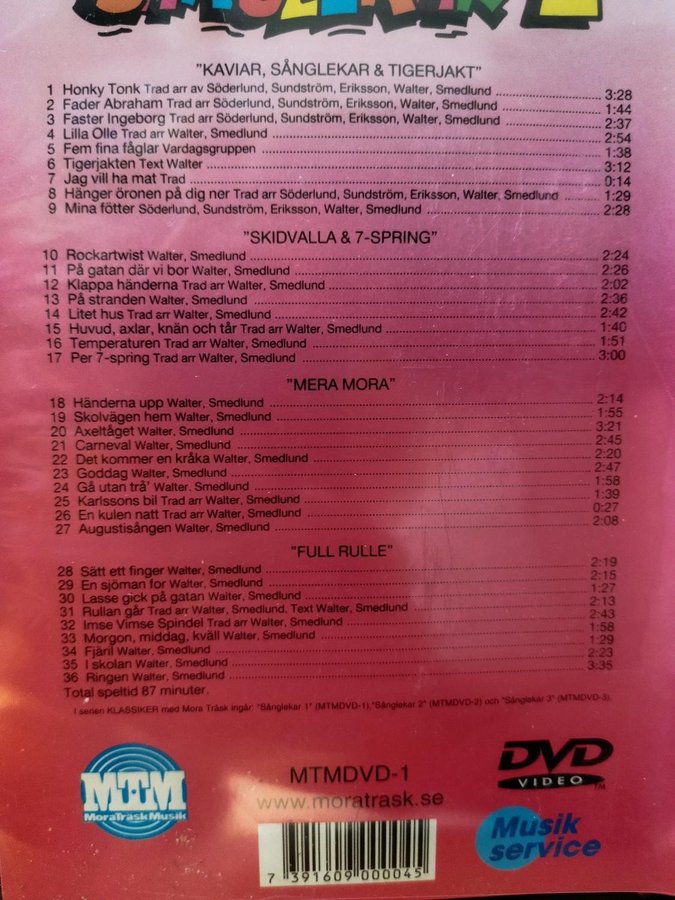 "KAVIAR, SÅNGLEKAR & TIGERJAKT"
1 Honky Tonk Trad arr av Söderlund, Sundström, Eriksson, Walter, Smedlund 3:28
2 Fader Abraham Trad arr Söderlund, Sundström, Eriksson, Walter, Smedlund 1:44
3 Faster Ingeborg Trad arr Söderlund, Sundström, Eriksson, Walter, Smedlund 2:37
4 Lilla Olle Trad arr Walter, Smedlund 2:54
5 Fem fina fåglar Vardagsgruppen 1:38
6 Tigerjakten Text Walter 3:12
7 Jag vill ha mat Trad 0:14
8 Hänger öronen på dig ner Trad arr Söderlund, Sundström, Eriksson, Walter, Smedlund 1:29
9 Mina fötter Söderlund, Sundström, Eriksson, Walter, Smedlund 2:28
"SKIDVALLA & 7-SPRING"
10 Rockartwist Walter, Smedlund 2:24
11 På gatan där vi bor Walter, Smedlund 2:26
12 Klappa händerna Trad arr Walter, Smedlund 2:02
13 På stranden Walter, Smedlund 2:36
14 Litet hus Trad arr Walter, Smedlund 2:42
15 Huvud, axlar, knän och tår Trad arr Walter, Smedlund 1:40
16 Temperaturen Trad arr Walter, Smedlund 1:51
17 Per 7-spring Trad arr Walter, Smedlund 3:00
"MERA MORA"
18 Händerna upp Walter, Smedlund 2:14
19 Skolvägen hem Walter, Smedlund 1:55
20 Axeltåget Walter, Smedlund 3:21
21 Carneval Walter, Smedlund 2:45
22 Det kommer en kråka Walter, Smedlund 2:20
23 Goddag Walter, Smedlund 2:47
24 Gå utan trå' Walter. Smedlund 1:58
25 Karlssons bil Trad arr Walter, Smedlund 1:39
26 En kulen natt Trad arr Walter, Smedlund 0:27
27 Augustisången Walter, Smedlund 2:08
"FULL RULLE"
28 Sätt ett finger Walter, Smedlund 2:19
29 En sjöman for Walter, Smedlund 2:15
30 Lasse gick på gatan Walter, Smedlund 1:27
31 Rullan går Trad arr Walter, Smedlund. Text Walter, Smedlund 2:13
32 Imse Vimse Spindel Trad arr Walter, Smedlund 2:43
33 Morgon, middag, kväll Walter, Smedlund 1:58
34 Fjäril Walter, Smedlund 1:29
35 I skolan Walter, Smedlund 2:23
36 Ringen Walter, Smedlund 3:35
Total speltid 87 minuter.
I serien KLASSIKER med Mora Träsk ingår: "Sånglekar 1" (MTMDVD-1). "Sånglekar 2" (MTMDVD-2) och "Sånglekar 3" (MTMDVD-3).
MTM
MoraTräskMusik
MTMDVD-1
www.moratrask.se
DVD
VIDEO
TM
Musik
service
7 391609 000045